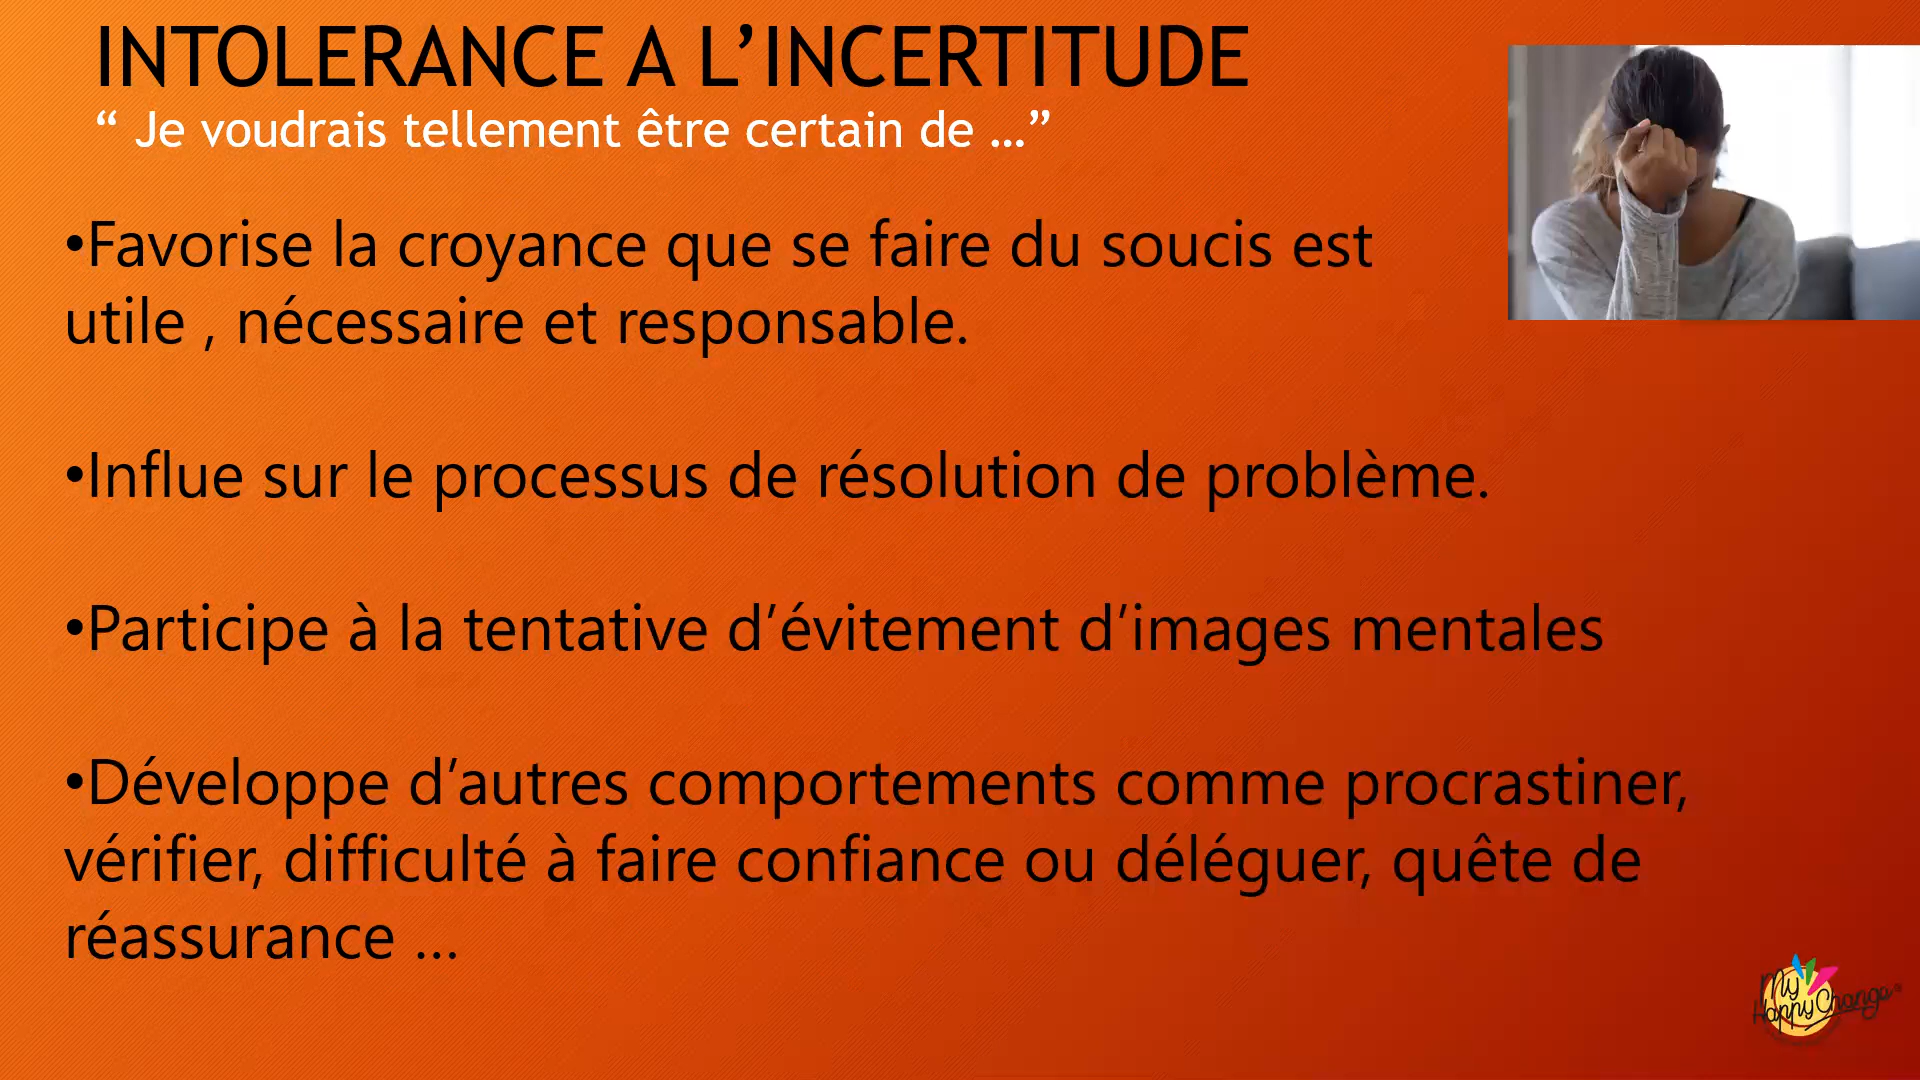 INTOLERANCE A L’INCERTITUDE
“ Je voudrais tellement être certain de …”
•Favorise la croyance que se faire du soucis est
utile , nécessaire et responsable.
•Influe sur le processus de résolution de problème.
•Participe à la tentative d’évitement d’images mentales
•Développe d’autres comportements comme procrastiner,
vérifier, difficulté à faire confiance ou déléguer, quête de
réassurance …
My
HappyChange